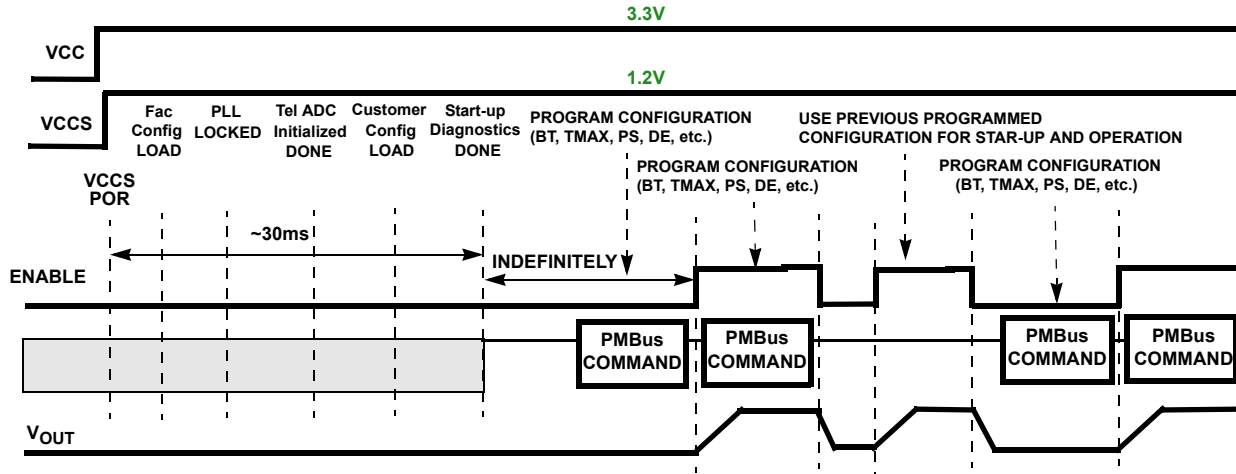 3.3V
VCC
1.2V
VCCS
Fac
Config
LOAD
PLL
LOCKED
Tel ADC
Initialized
DONE
Customer
Config
LOAD
Start-up
Diagnostics
DONE
PROGRAM CONFIGURATION
(BT, TMAX, PS, DE, etc.)
USE PREVIOUS PROGRAMMED
CONFIGURATION FOR STAR-UP AND OPERATION
PROGRAM CONFIGURATION
(BT, TMAX, PS, DE, etc.)
PROGRAM CONFIGURATION
(BT, TMAX, PS, DE, etc.)
VCCS
POR
~30ms
INDEFINITELY
ENABLE
PMBus
COMMAND
PMBus
COMMAND
PMBus
COMMAND
PMBus
COMMAND
VOUT